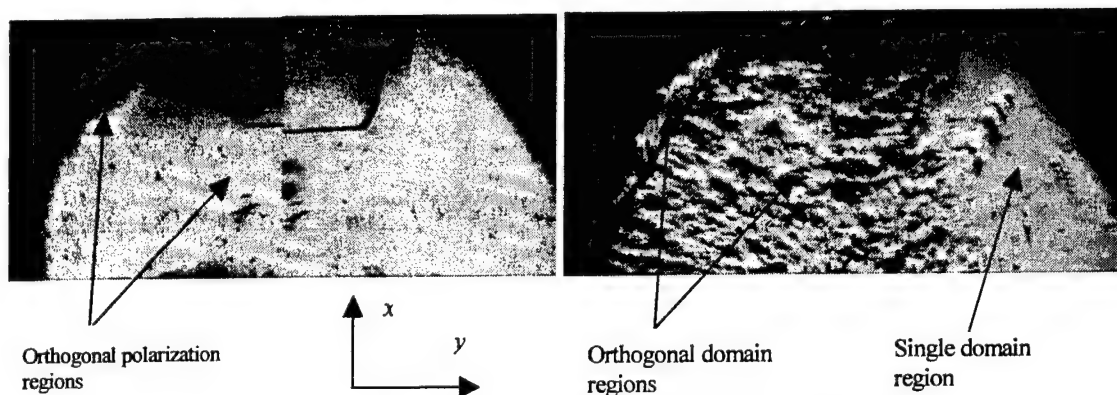 Orthogonal polarization
regions
x
y
Orthogonal domain
regions
Single domain
region